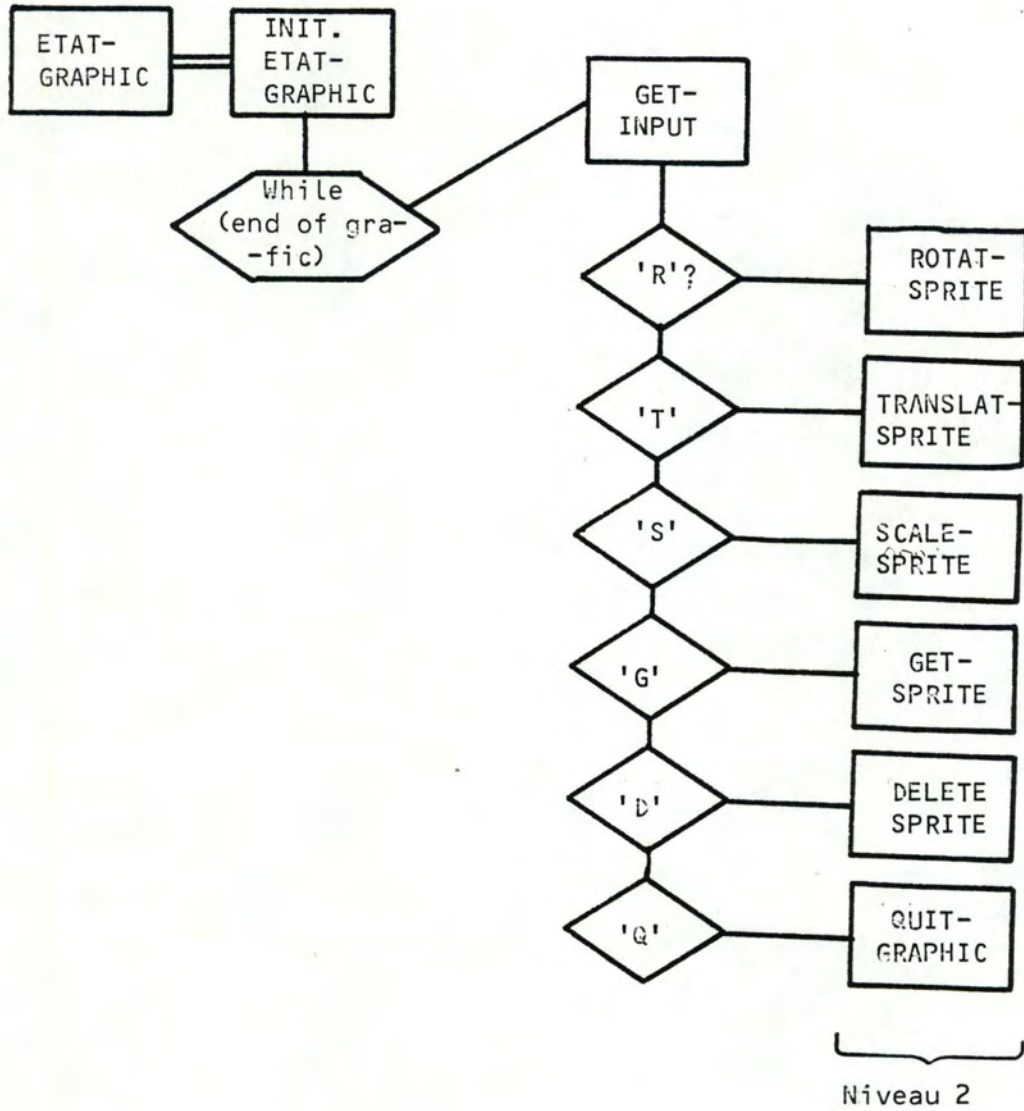 ETAT-
GRAPHIC
INIT.
ETAT-
GRAPHIC
While
(end of gra-
-fic)
GET-
INPUT
'R'?
ROTAT-
SPRITE
'T'
TRANSLAT-
SPRITE
'S'
SCALE-
SPRITE
'G'
GET-
SPRITE
'D'
DELETE
SPRITE
'Q'
QUIT-
GRAPHIC
Niveau 2